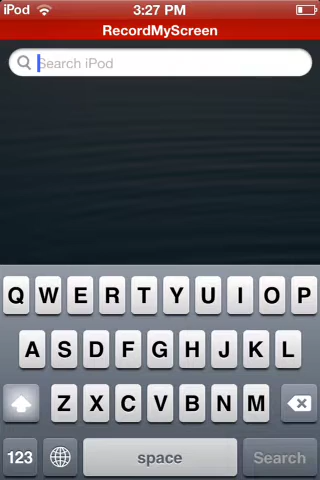 iPod 3:27 PM
RecordMyScreen
Search iPod
Q W E R T Y U I O P
A S D F G H J K L
Z X C V B N M
123 space Search